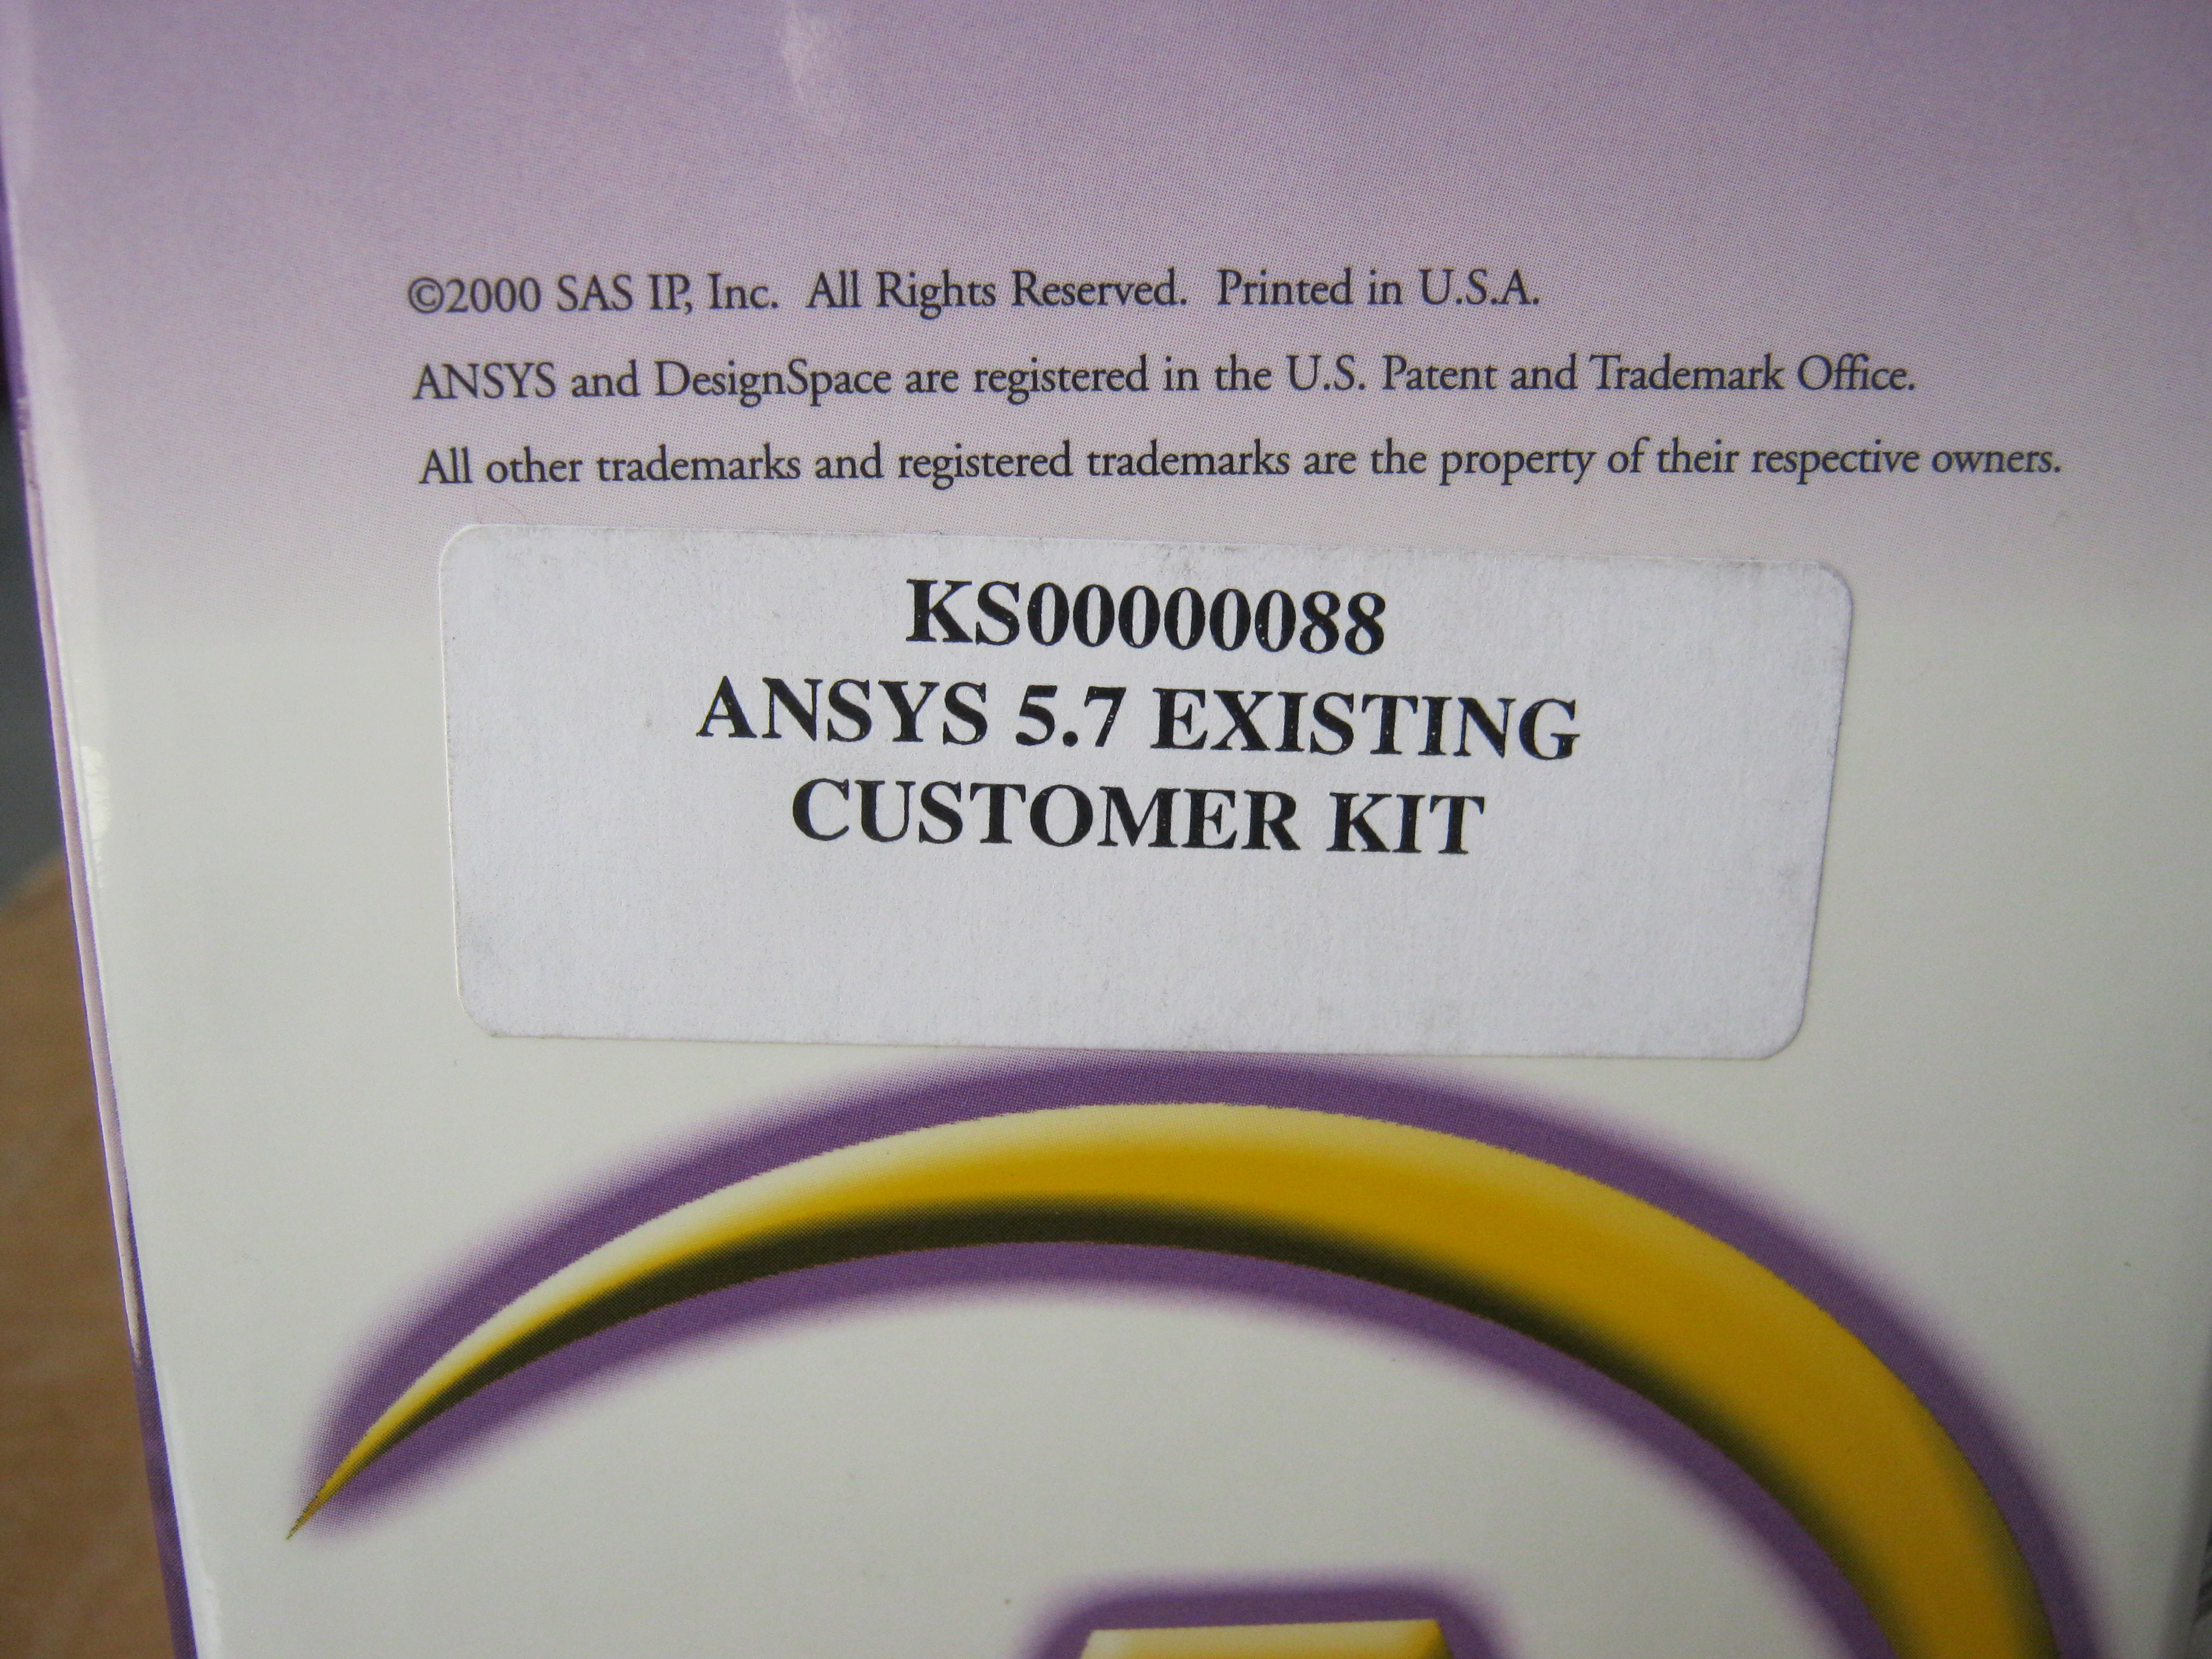 ©2000 SAS IP, Inc. All Rights Reserved. Printed in U.S.A.
ANSYS and DesignSpace are registered in the U.S. Patent and Trademark Office.
All other trademarks and registered trademarks are the property of their respective owners.
KS00000088
ANSYS 5.7 EXISTING
CUSTOMER KIT